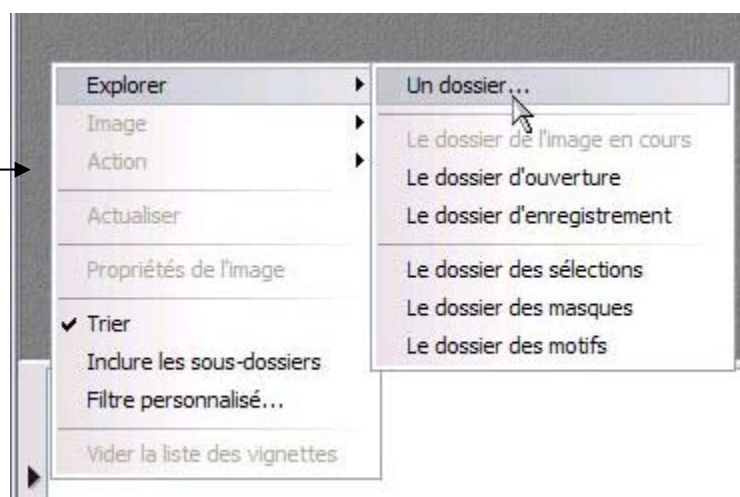 Explorer
Image
Action
Actualiser
Propriétés de l'image
Trier
Inclure les sous-dossiers
Filtre personnalisé...
Vider la liste des vignettes
Un dossier...
Le dossier de l'image en cours
Le dossier d'ouverture
Le dossier d'enregistrement
Le dossier des sélections
Le dossier des masques
Le dossier des motifs